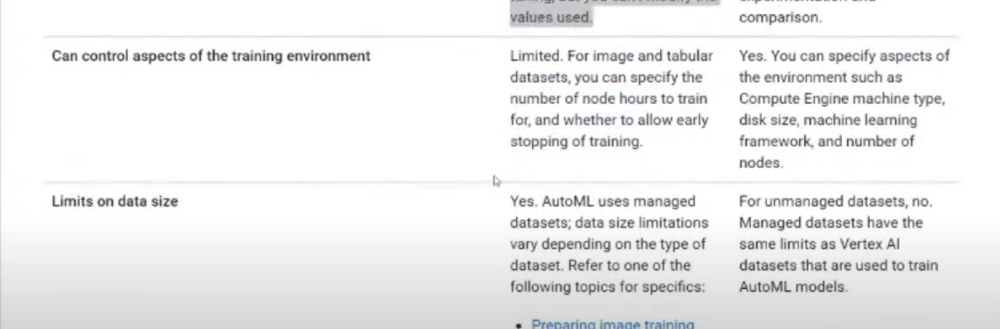 values used.
comparison.
Can control aspects of the training environment
Limited. For image and tabular
datasets, you can specify the
number of node hours to train
for, and whether to allow early
stopping of training.
Yes. You can specify aspects of
the environment such as
Compute Engine machine type,
disk size, machine learning
framework, and number of
nodes.
Limits on data size
Yes. AutoML uses managed
datasets; data size limitations
vary depending on the type of
dataset. Refer to one of the
following topics for specifics:
• Preparing image training
For unmanaged datasets, no.
Managed datasets have the
same limits as Vertex AI
datasets that are used to train
AutoML models.